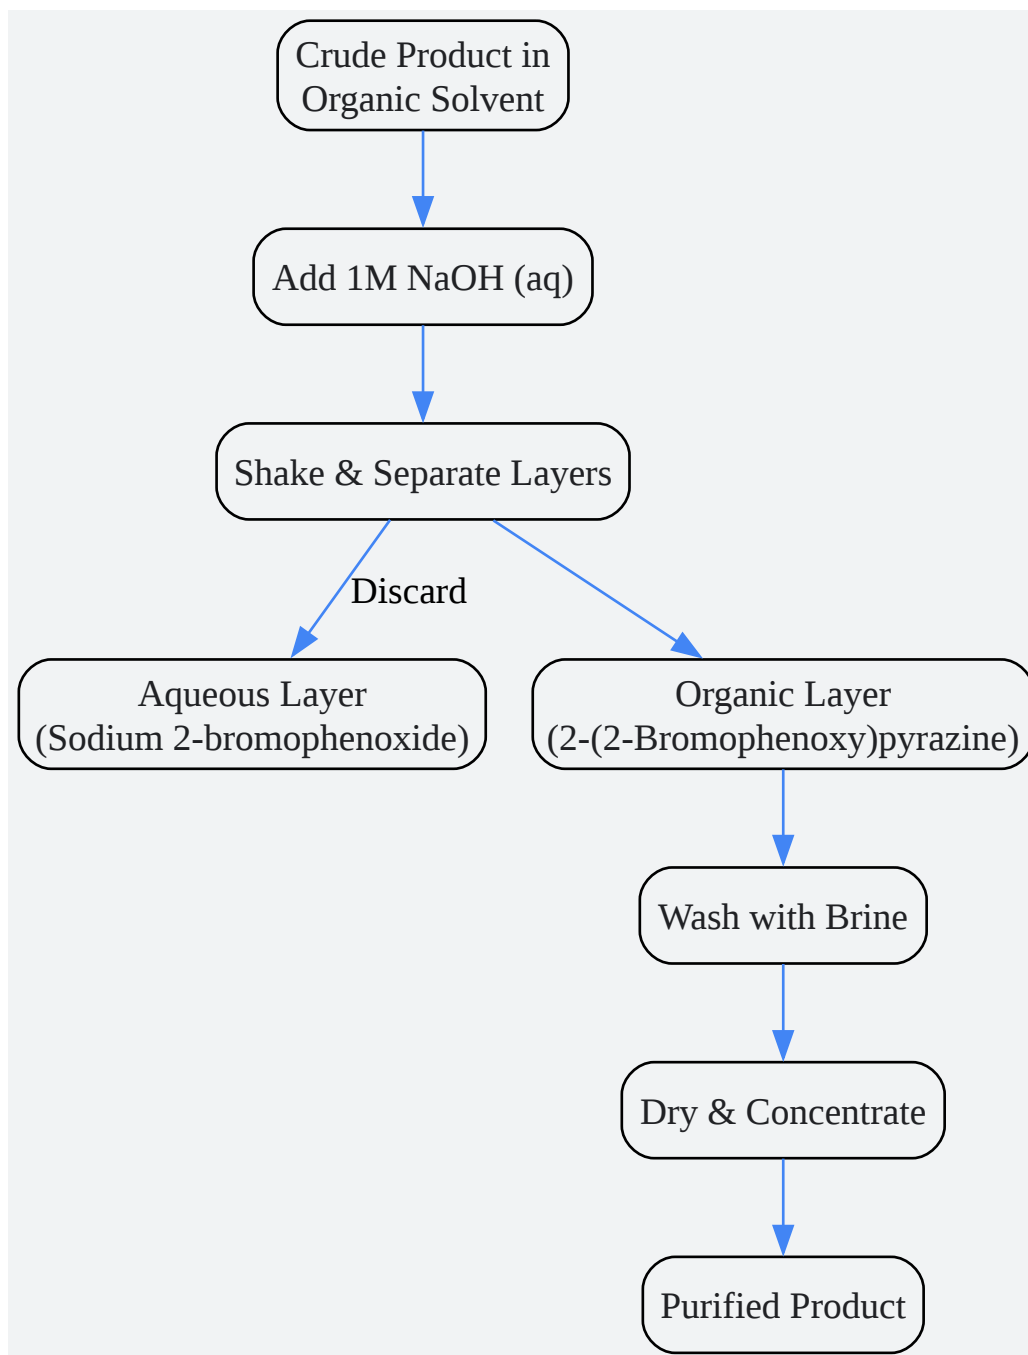 Crude Product in
Organic Solvent
Add 1M NaOH (aq)
Shake & Separate Layers
Discard
Aqueous Layer
(Sodium 2-bromophenoxide)
Organic Layer
(2-(2-Bromophenoxy)pyrazine)
Wash with Brine
Dry & Concentrate
Purified Product